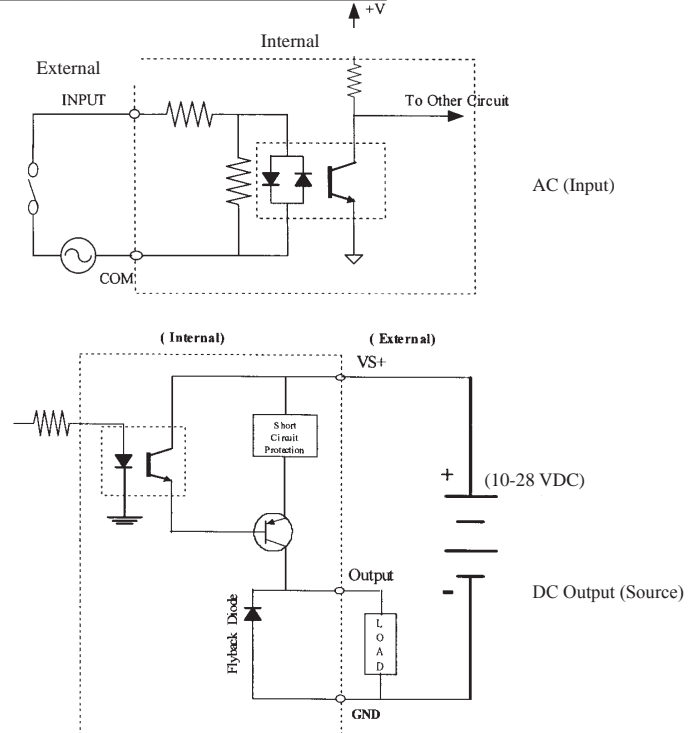 +V
Internal
External
INPUT
To Other Circuit
AC (Input)
COM
( Internal)
( External)
VS+
Short
Circuit
Protection
+
(10-28 VDC)
Output
-
DC Output (Source)
Flyback Diode
L
O
A
D
GND